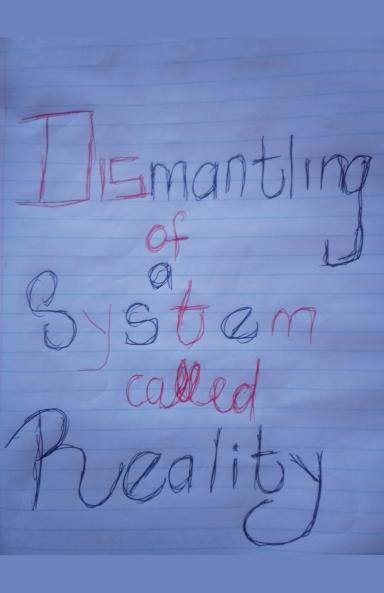 Dismantling
of
a
System
called
Reality